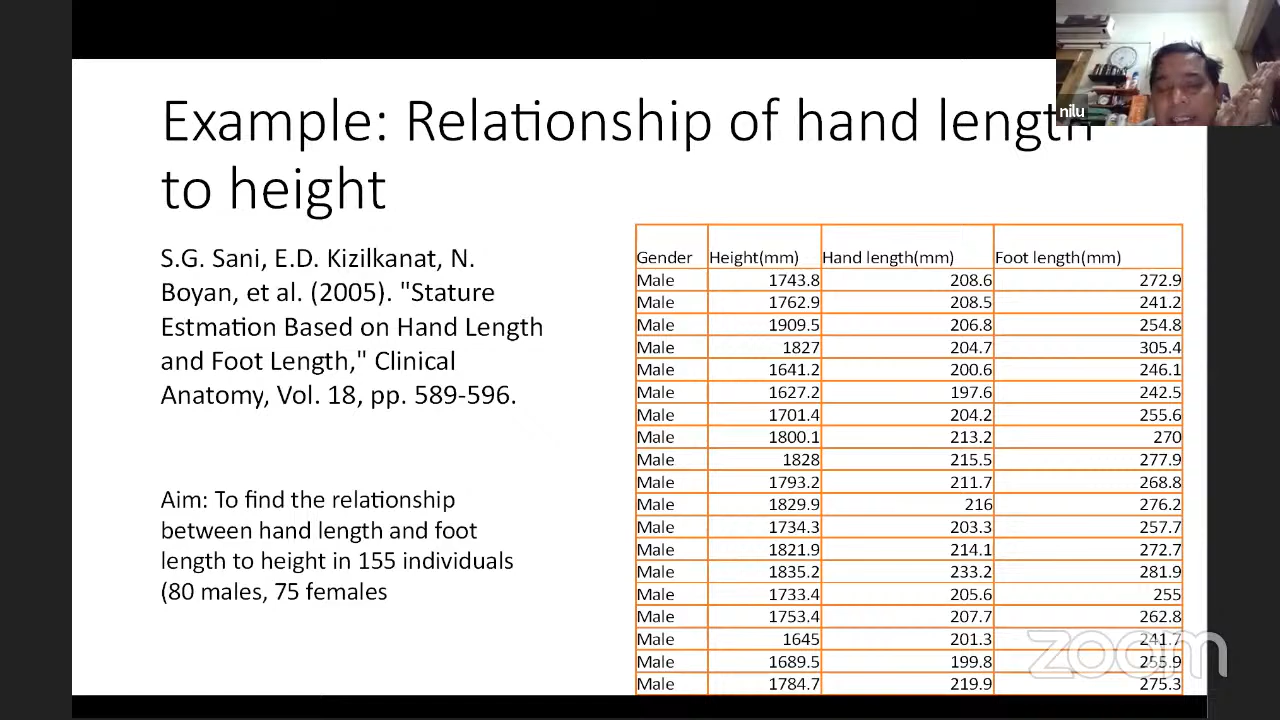 Example: Relationship of hand length
to height
nilu
S.G. Sani, E.D. Kizilkanat, N.
Boyan, et al. (2005). "Stature
Estmation Based on Hand Length
and Foot Length," Clinical
Anatomy, Vol. 18, pp. 589-596.
Aim: To find the relationship
between hand length and foot
length to height in 155 individuals
(80 males, 75 females
Gender Height(mm) Hand length(mm) Foot length(mm)
Male 1743.8 208.6 272.9
Male 1762.9 208.5 241.2
Male 1909.5 206.8 254.8
Male 1827 204.7 305.4
Male 1641.2 200.6 246.1
Male 1627.2 197.6 242.5
Male 1701.4 204.2 255.6
Male 1800.1 213.2 270
Male 1828 215.5 277.9
Male 1793.2 211.7 268.8
Male 1829.9 216 276.2
Male 1734.3 203.3 257.7
Male 1821.9 214.1 272.7
Male 1835.2 233.2 281.9
Male 1733.4 205.6 255
Male 1753.4 207.7 262.8
Male 1645 201.3 241.7
Male 1689.5 199.8 255.9
Male 1784.7 219.9 275.3
zoom